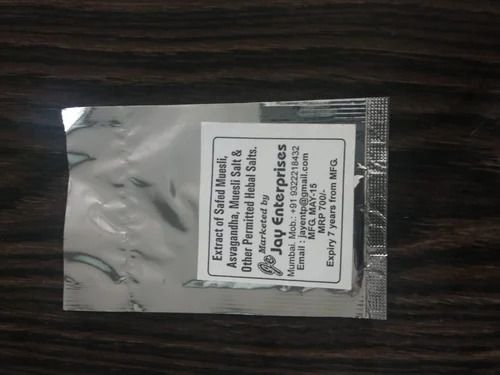 Extract of Safed Muesli,
Asvagandha, Muesli Salt &
Other Permitted Hebal Salts.
Marketed by
Je Jay Enterprises
Mumbai. Mob.: +91 9322218432
Email : jayentp@gmail.com
MFG. MAY-15
MRP 700/-
Expiry 7 years from MFG.